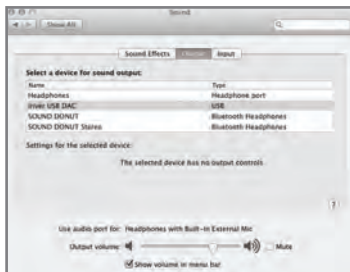 Sound
Show All
Sound Effects Output Input
Select a device for sound output:
Name Type
Headphones Headphone port
iriver USB DAC USB
SOUND DONUT Bluetooth Headphones
SOUND DONUT Stereo Bluetooth Headphones
Settings for the selected device:
The selected device has no output controls
?
Use audio port for: Headphones with Built-in External Mic
Output volume: Mute
Show volume in menu bar